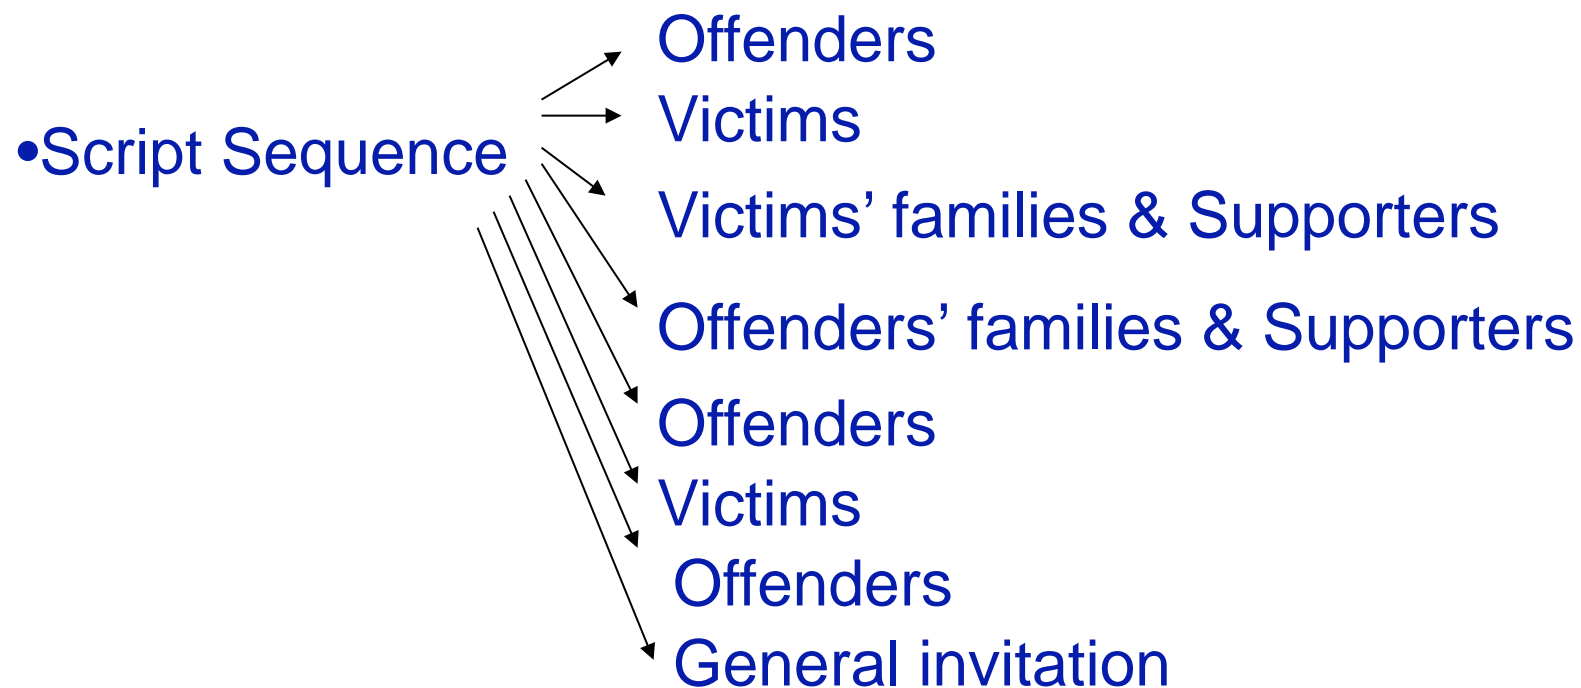 •Script Sequence
Offenders
Victims
Victims’ families & Supporters
Offenders’ families & Supporters
Offenders
Victims
Offenders
General invitation